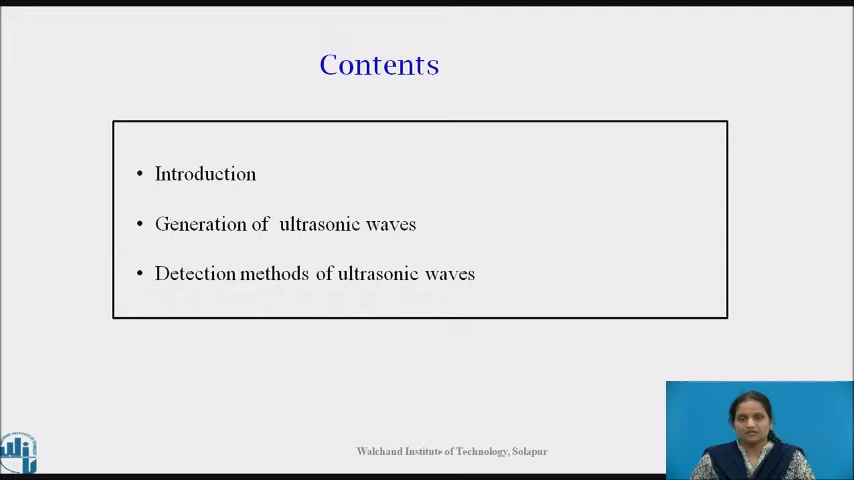 Contents
• Introduction
• Generation of ultrasonic waves
• Detection methods of ultrasonic waves
Walchand Institute of Technology, Solapur